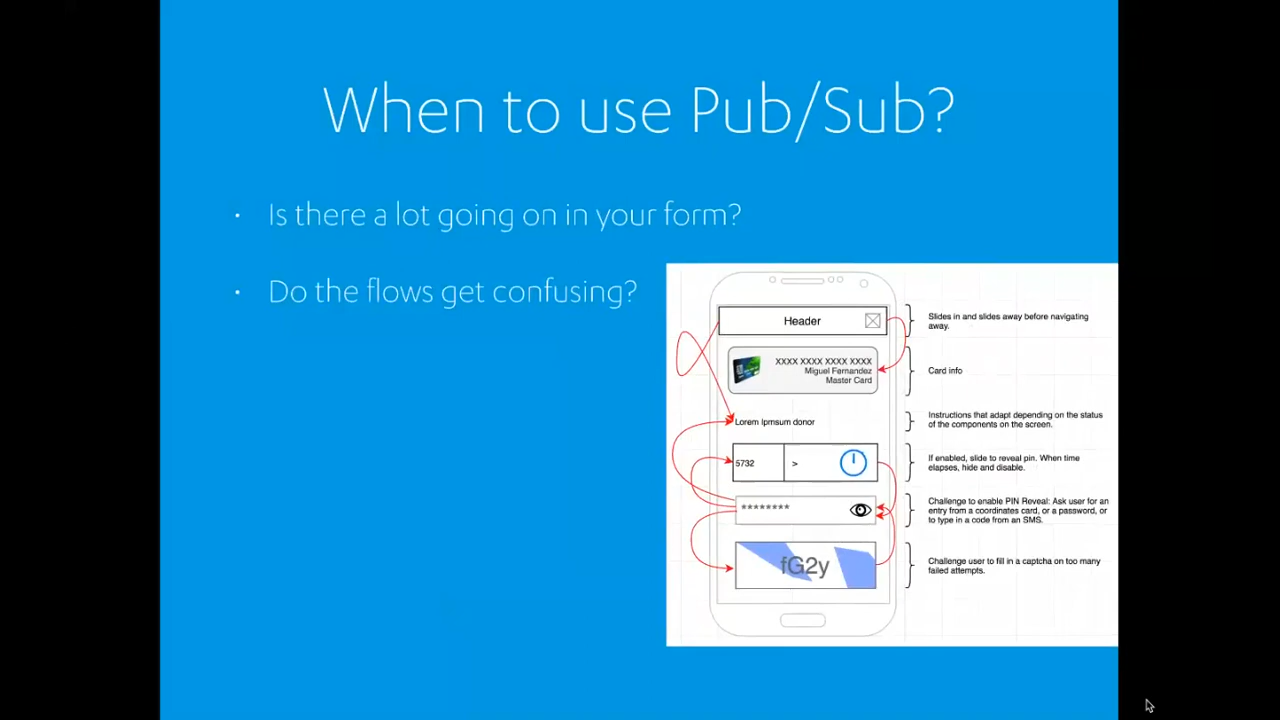 When to use Pub/Sub?
• Is there a lot going on in your form?
• Do the flows get confusing?
Header
Slides in and slides away before navigating
away.
XXXX XXXX XXXX XXXX
Miguel Fernandez
Master Card
Card info
Lorem Ipmsum donor
Instructions that adapt depending on the status
of the components on the screen.
5732 >
If enabled, slide to reveal pin. When time
elapses, hide and disable.
********
Challenge to enable PIN Reveal: Ask user for an
entry from a coordinates card, or a password, or
to type in a code from an SMS.
fG2y
Challenge user to fill in a captcha on too many
failed attempts.